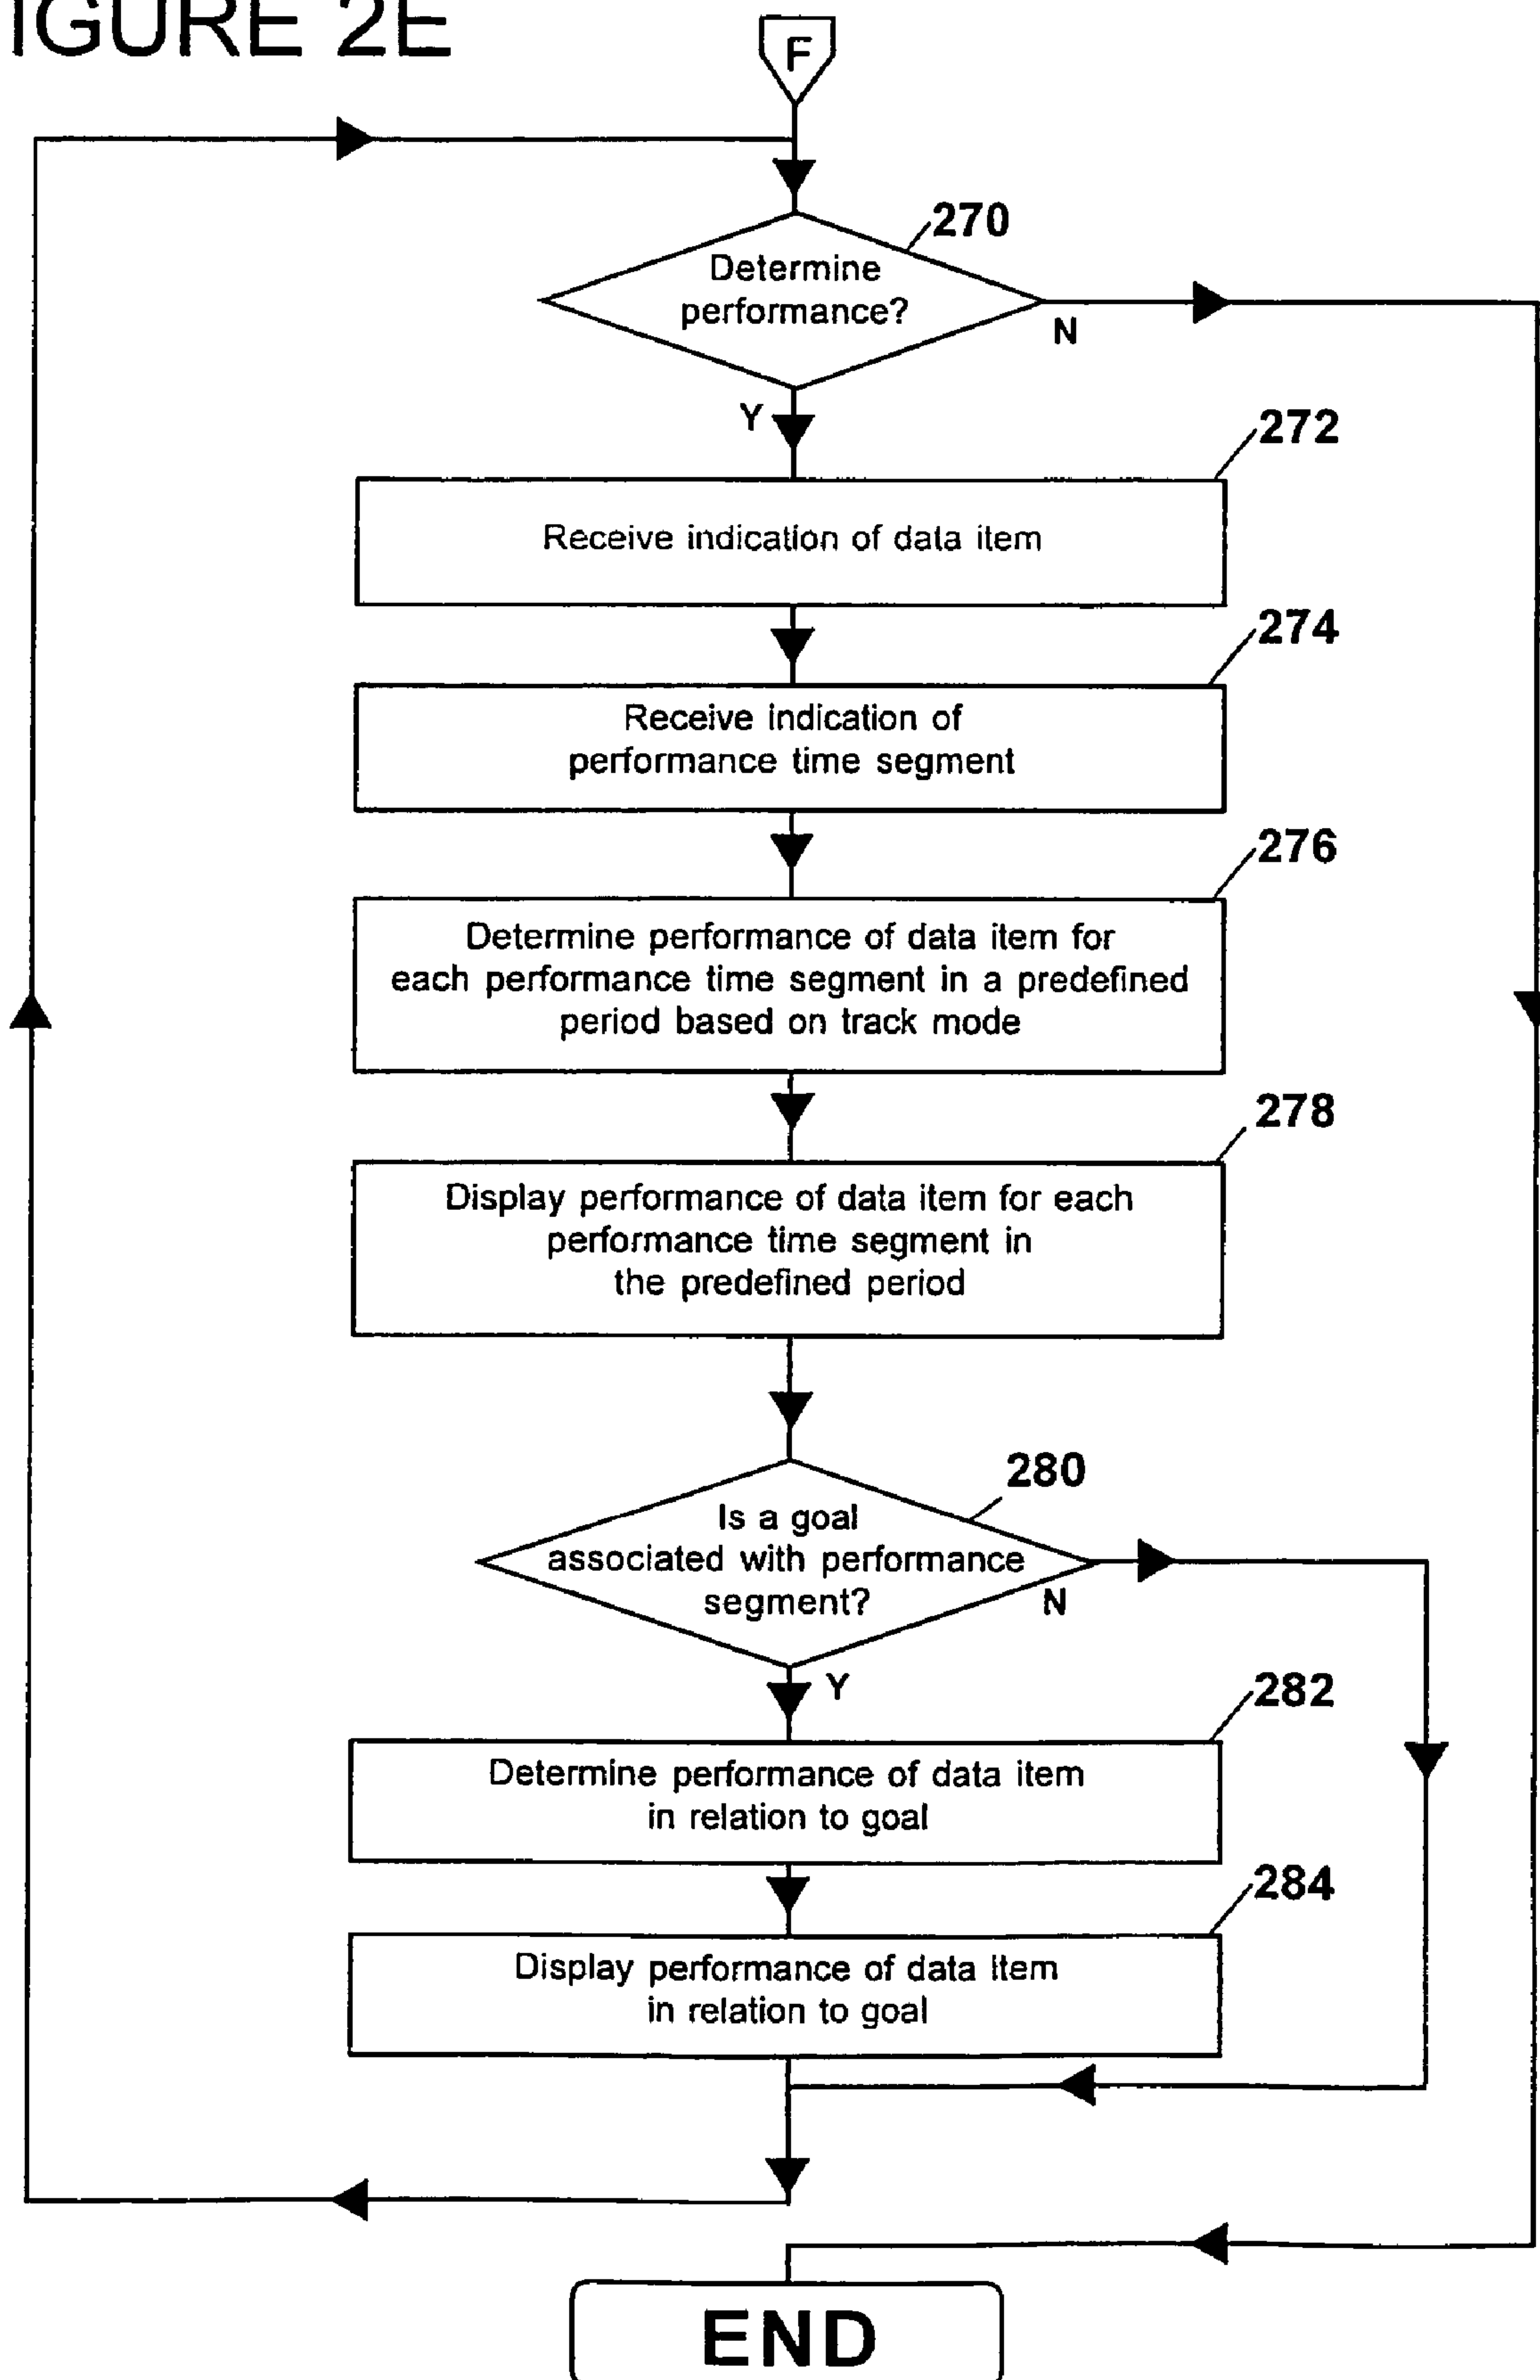 IGURE 2E
F
270
Determine
performance?
N
Y
272
Receive indication of data item
274
Receive indication of
performance time segment
276
Determine performance of data item for
each performance time segment in a predefined
period based on track mode
278
Display performance of data item for each
performance time segment in
the predefined period
280
Is a goal
associated with performance
segment?
N
Y
282
Determine performance of data item
in relation to goal
284
Display performance of data item
in relation to goal
END